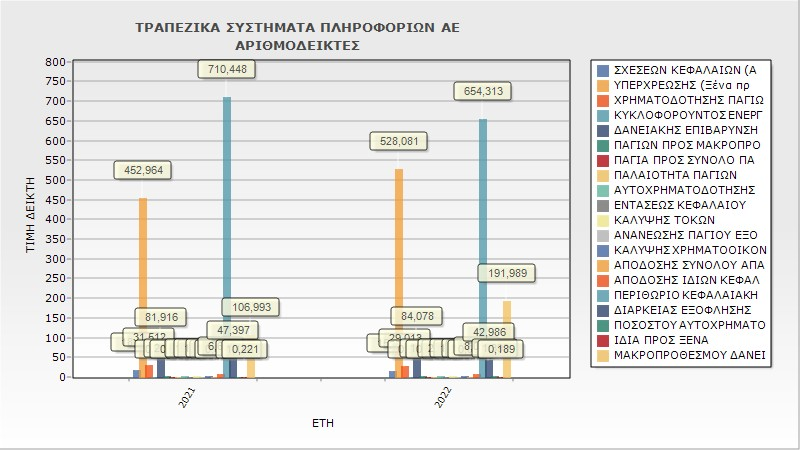 ΤΡΑΠΕΖΙΚΑ ΣΥΣΤΗΜΑΤΑ ΠΛΗΡΟΦΟΡΙΩΝ ΑΕ
ΑΡΙΘΜΟΔΕΙΚΤΕΣ
800
750
700
650
600
550
500
450
400
350
300
250
200
150
100
50
0
ΤΙΜΗ ΔΕΙΚΤΗ
452,964
81,916
31,512
710,448
47,397
106,993
0,221
528,081
84,078
29,013
654,313
42,986
191,989
0,189
2021
2022
ΕΤΗ
ΣΧΕΣΕΩΝ ΚΕΦΑΛΑΙΩΝ (Α
ΥΠΕΡΧΡΕΩΣΗΣ (Ξένα πρ
ΧΡΗΜΑΤΟΔΟΤΗΣΗΣ ΠΑΓΙΩ
ΚΥΚΛΟΦΟΡΟΥΝΤΟΣ ΕΝΕΡΓ
ΔΑΝΕΙΑΚΗΣ ΕΠΙΒΑΡΥΝΣΗ
ΠΑΓΙΩΝ ΠΡΟΣ ΜΑΚΡΟΠΡΟ
ΠΑΓΙΑ ΠΡΟΣ ΣΥΝΟΛΟ ΠΑ
ΠΑΛΑΙΟΤΗΤΑ ΠΑΓΙΩΝ
ΑΥΤΟΧΡΗΜΑΤΟΔΟΤΗΣΗΣ
ΕΝΤΑΣΕΩΣ ΚΕΦΑΛΑΙΟΥ
ΚΑΛΥΨΗΣ ΤΟΚΩΝ
ΑΝΑΝΕΩΣΗΣ ΠΑΓΙΟΥ ΕΞΟ
ΚΑΛΥΨΗΣ ΧΡΗΜΑΤΟΟΙΚΟΝ
ΑΠΟΔΟΣΗΣ ΣΥΝΟΛΟΥ ΑΠΑ
ΑΠΟΔΟΣΗΣ ΙΔΙΩΝ ΚΕΦΑΛ
ΠΕΡΙΘΩΡΙΟ ΚΕΦΑΛΑΙΑΚΗ
ΔΙΑΡΚΕΙΑΣ ΕΞΟΦΛΗΣΗΣ
ΠΟΣΟΣΤΟΥ ΑΥΤΟΧΡΗΜΑΤΟ
ΙΔΙΑ ΠΡΟΣ ΞΕΝΑ
ΜΑΚΡΟΠΡΟΘΕΣΜΟΥ ΔΑΝΕΙ